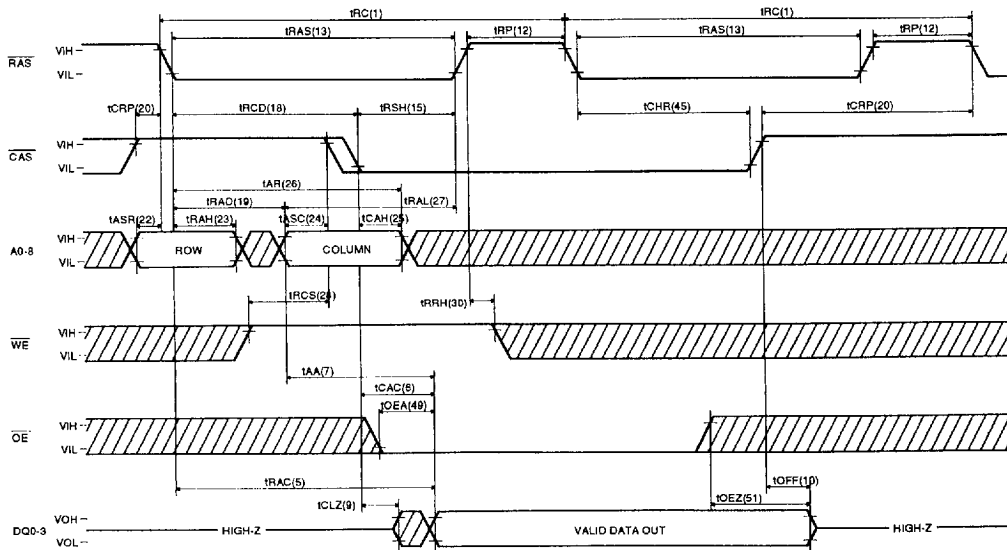 tRC(1) tRC(1)
tRAS(13) tRP(12) tRAS(13) tRP(12)
VIH
RAS
VIL
tCRP(20) tRCD(18) tRSH(15) tCHR(45) tCRP(20)
VIH
CAS
VIL
tAR(26)
tRAD(19) tRAL(27)
tASR(22) tRAH(23) tASC(24) tCAH(25)
VIH
A0-8 ROW COLUMN
VIL
tRRH(30)
VIH
WE
VIL
tAA(7)
tCAC(6)
tOEA(49)
VIH
OE
VIL
tRAC(5) tOFF(10)
tCLZ(9) tOEZ(51)
VOH
DQ0-3 HIGH-Z VALID DATA OUT HIGH-Z
VOL